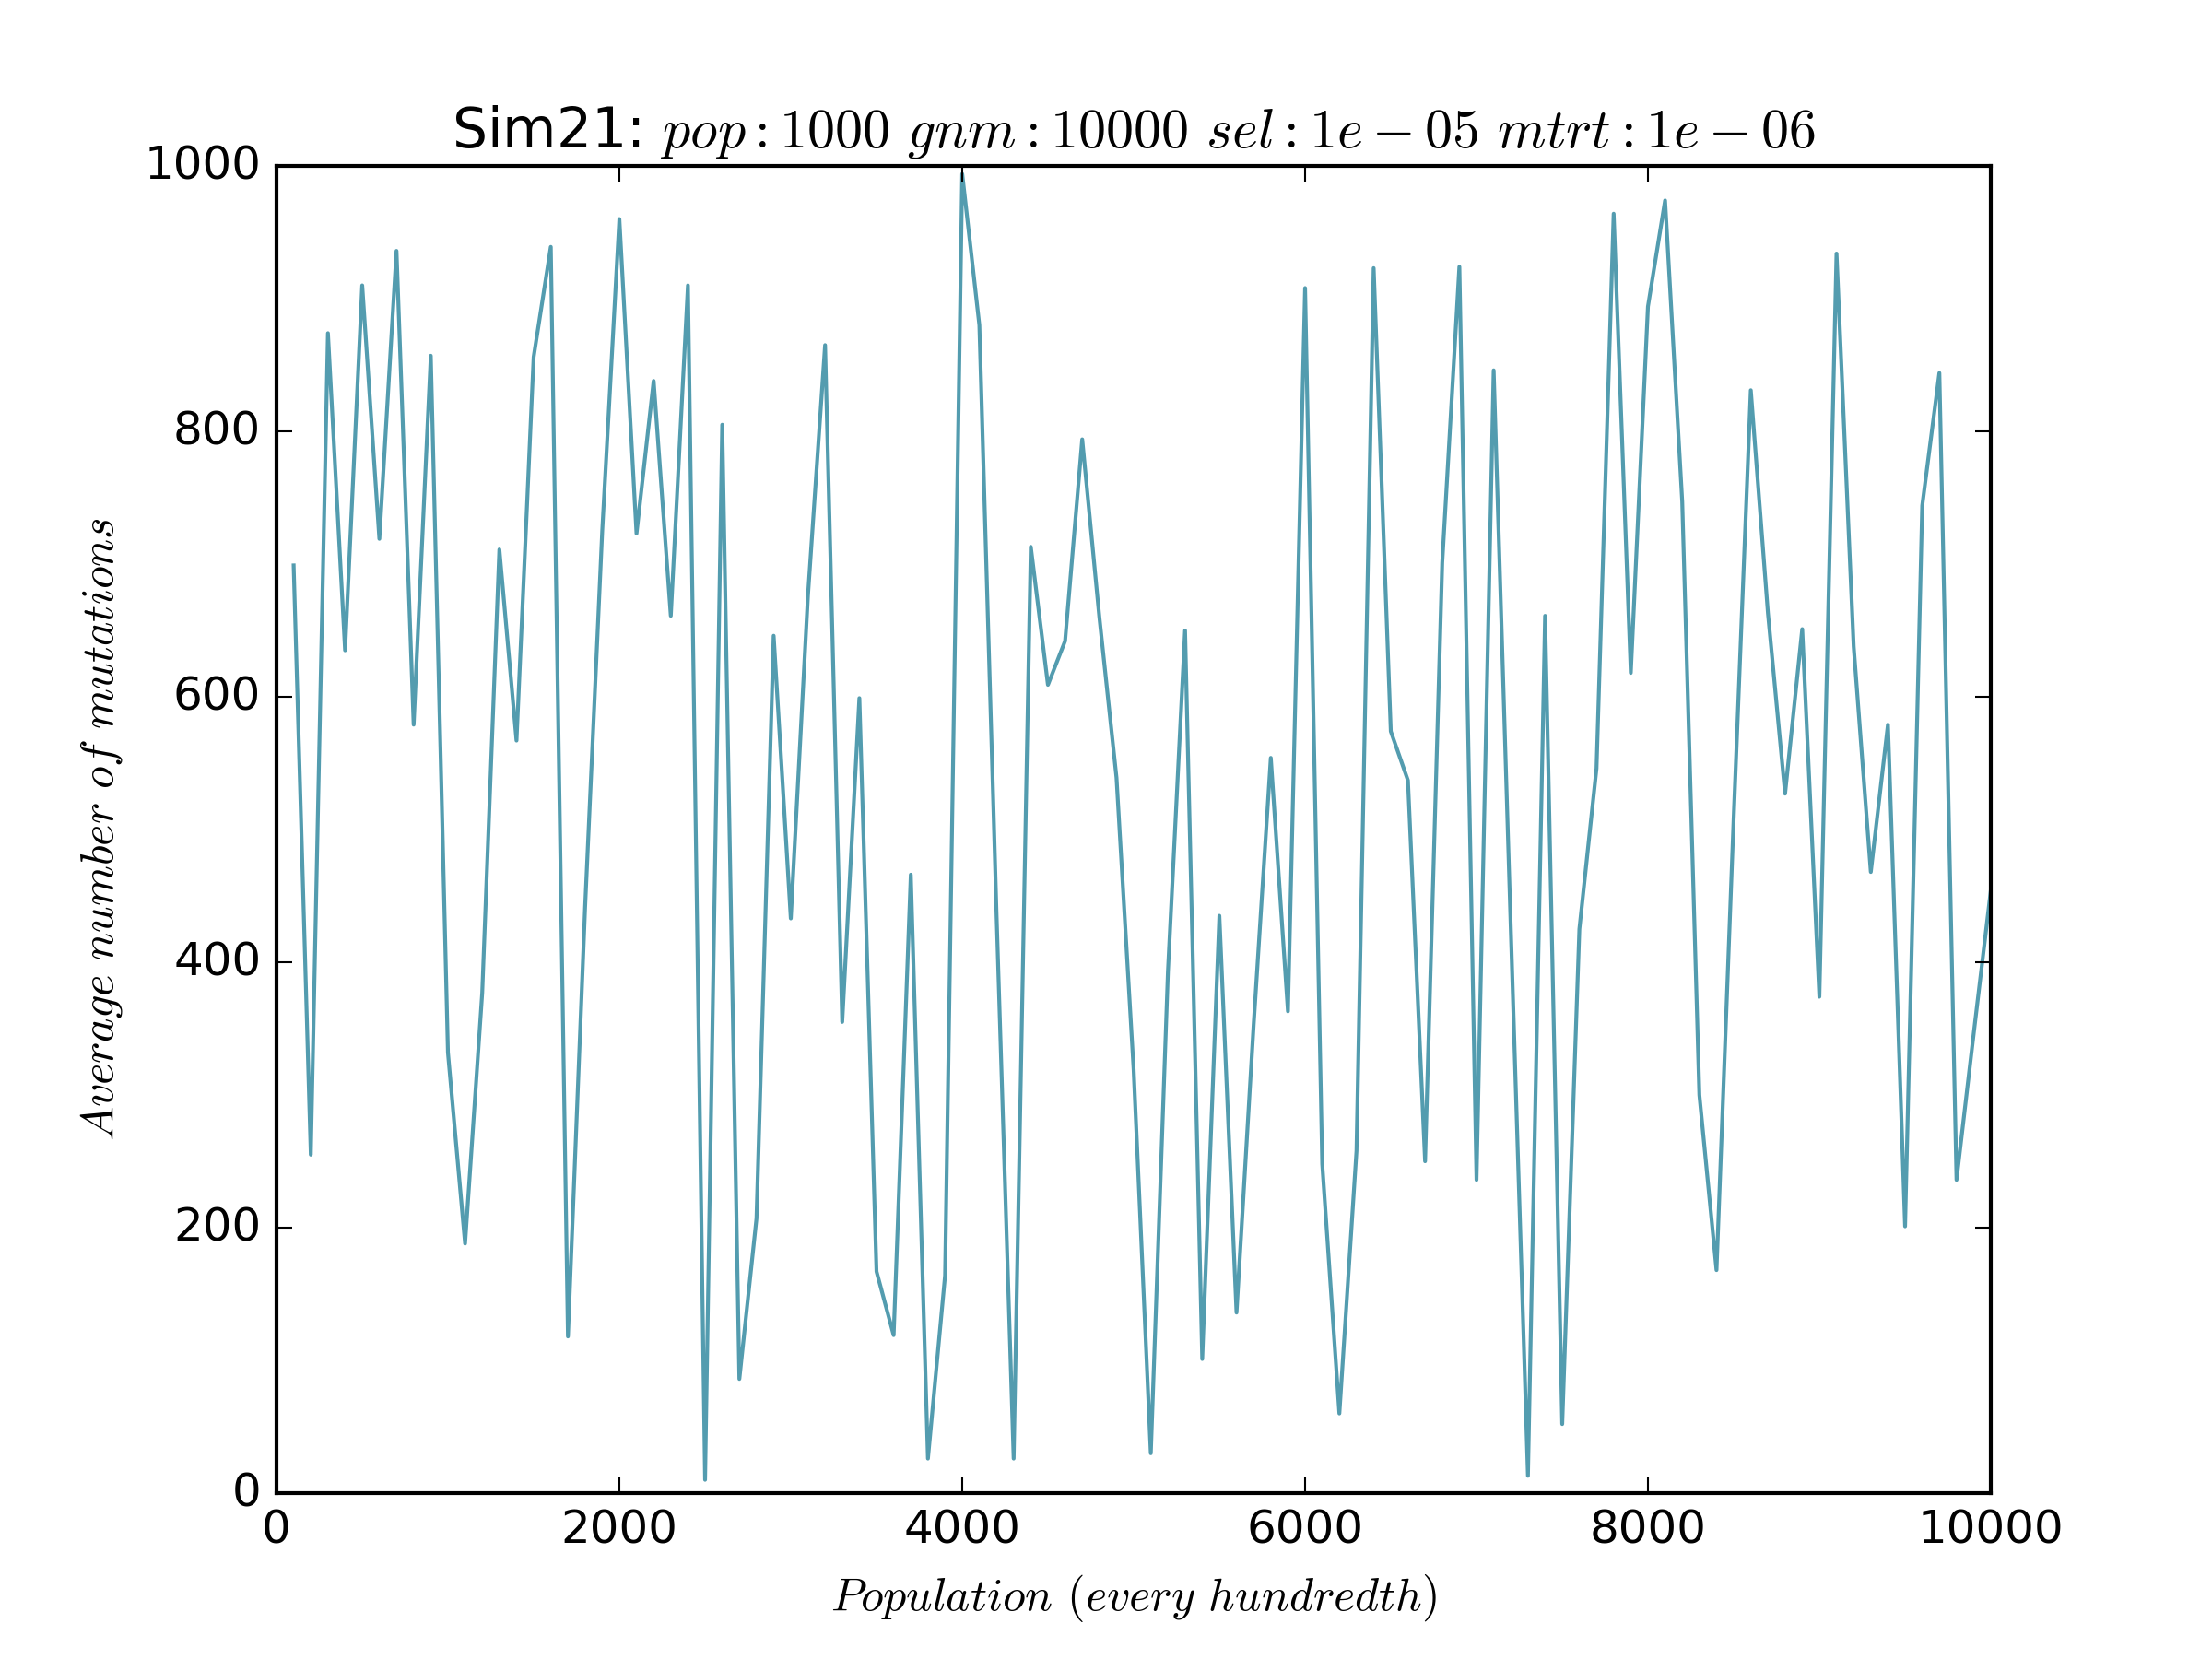 Sim21: pop : 1000 gnm : 10000 sel : 1e − 05 mtrt : 1e − 06
1000
800
600
400
200
0
Average number of mutations
0 2000 4000 6000 8000 10000
Population (every hundredth)